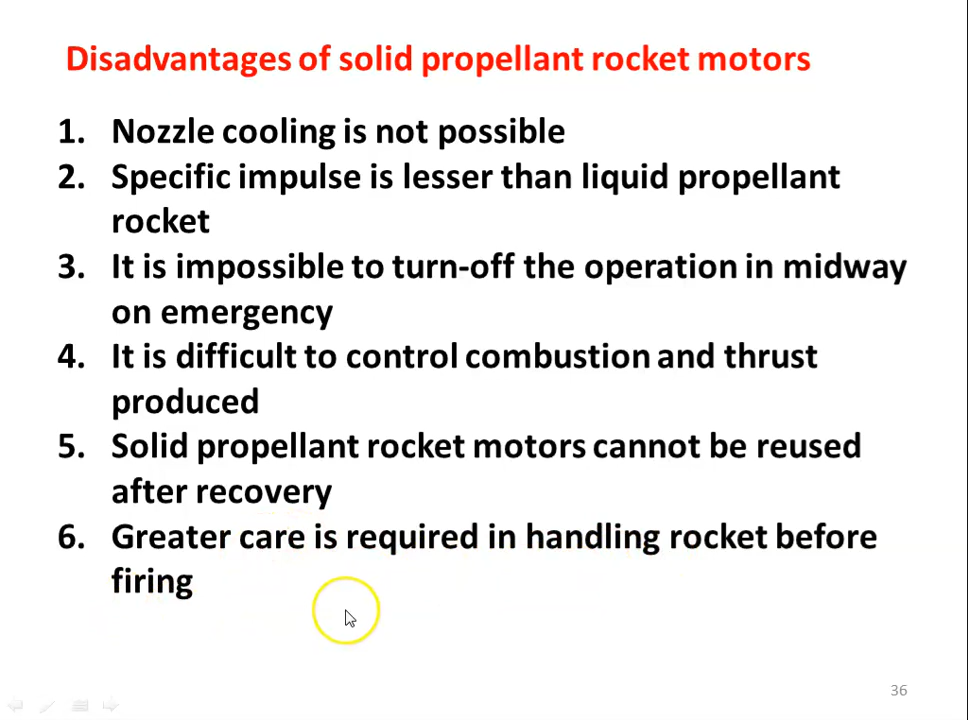 Disadvantages of solid propellant rocket motors
1. Nozzle cooling is not possible
2. Specific impulse is lesser than liquid propellant
rocket
3. It is impossible to turn-off the operation in midway
on emergency
4. It is difficult to control combustion and thrust
produced
5. Solid propellant rocket motors cannot be reused
after recovery
6. Greater care is required in handling rocket before
firing
36